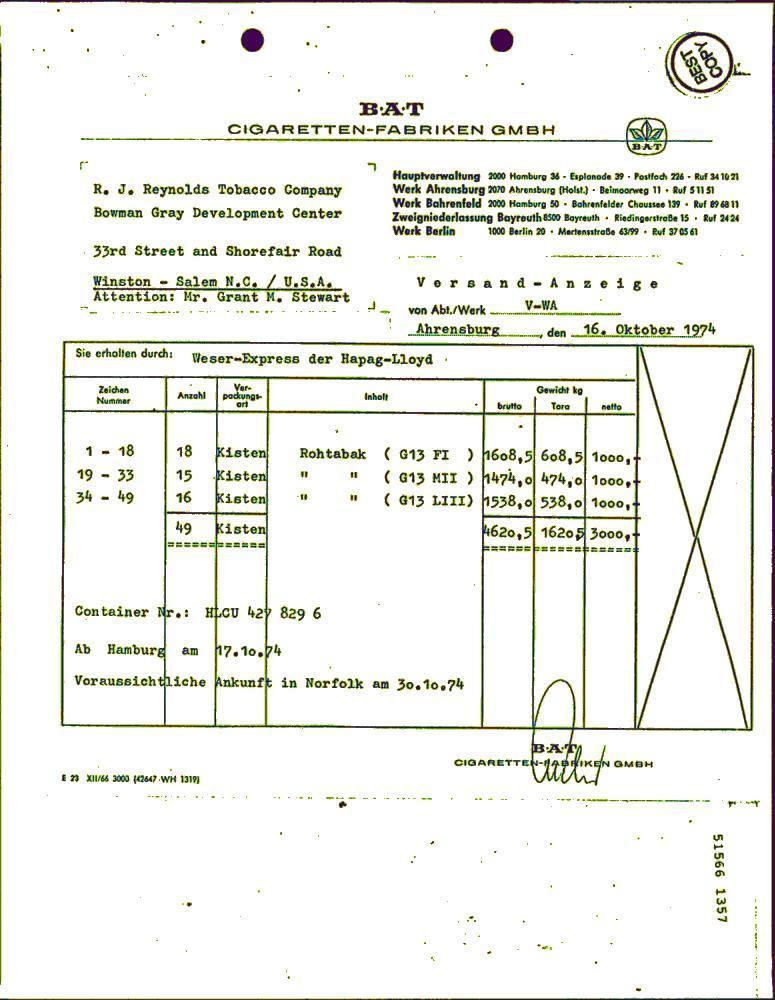 BEST COPY
B·A·T
CIGARETTEN-FABRIKEN GMBH
B·A·T
R. J. Reynolds Tobacco Company
Bowman Gray Development Center
33rd Street and Shorefair Road
Winston - Salem N.C. / U.S.A.
Attention: Mr. Grant M. Stewart
Hauptverwaltung 2000 Hamburg 36 - Esplanade 39 · Postfach 226 · Ruf 34 10 21
Werk Ahrensburg 2070 Ahrensburg (Holst.) · Beimoorweg 11 · Ruf 5 11 51
Werk Bahrenfeld 2000 Hamburg 50 · Bahrenfelder Chaussee 139 · Ruf 89 68 11
Zweigniederlassung Bayreuth 8500 Bayreuth · Riedingerstraße 15 · Ruf 24 24
Werk Berlin 1000 Berlin 20 · Mertensstraße 63/99 · Ruf 37 05 61
Versand-Anzeige
von Abt./Werk V-WA
Ahrensburg, den 16. Oktober 1974
Sie erhalten durch: Weser-Express der Hapag-Lloyd
Zeichen Nummer Anzahl Ver-packungs-art Inhalt Gewicht kg
brutto Tara netto
1 - 18 18 Kisten Rohtabak ( G13 FI ) 1608,5 608,5 1000,-
19 - 33 15 Kisten " " ( G13 MII ) 1474,0 474,0 1000,-
34 - 49 16 Kisten " " ( G13 LIII) 1538,0 538,0 1000,-
49 Kisten 4620,5 1620,5 3000,-
Container Nr.: HLCU 427 829 6
Ab Hamburg am 17.10.74
Voraussichtliche Ankunft in Norfolk am 30.10.74
B·A·T
CIGARETTEN-FABRIKEN GMBH
E 23 XII/66 3000 (42647 WH 1319)
51566 1357